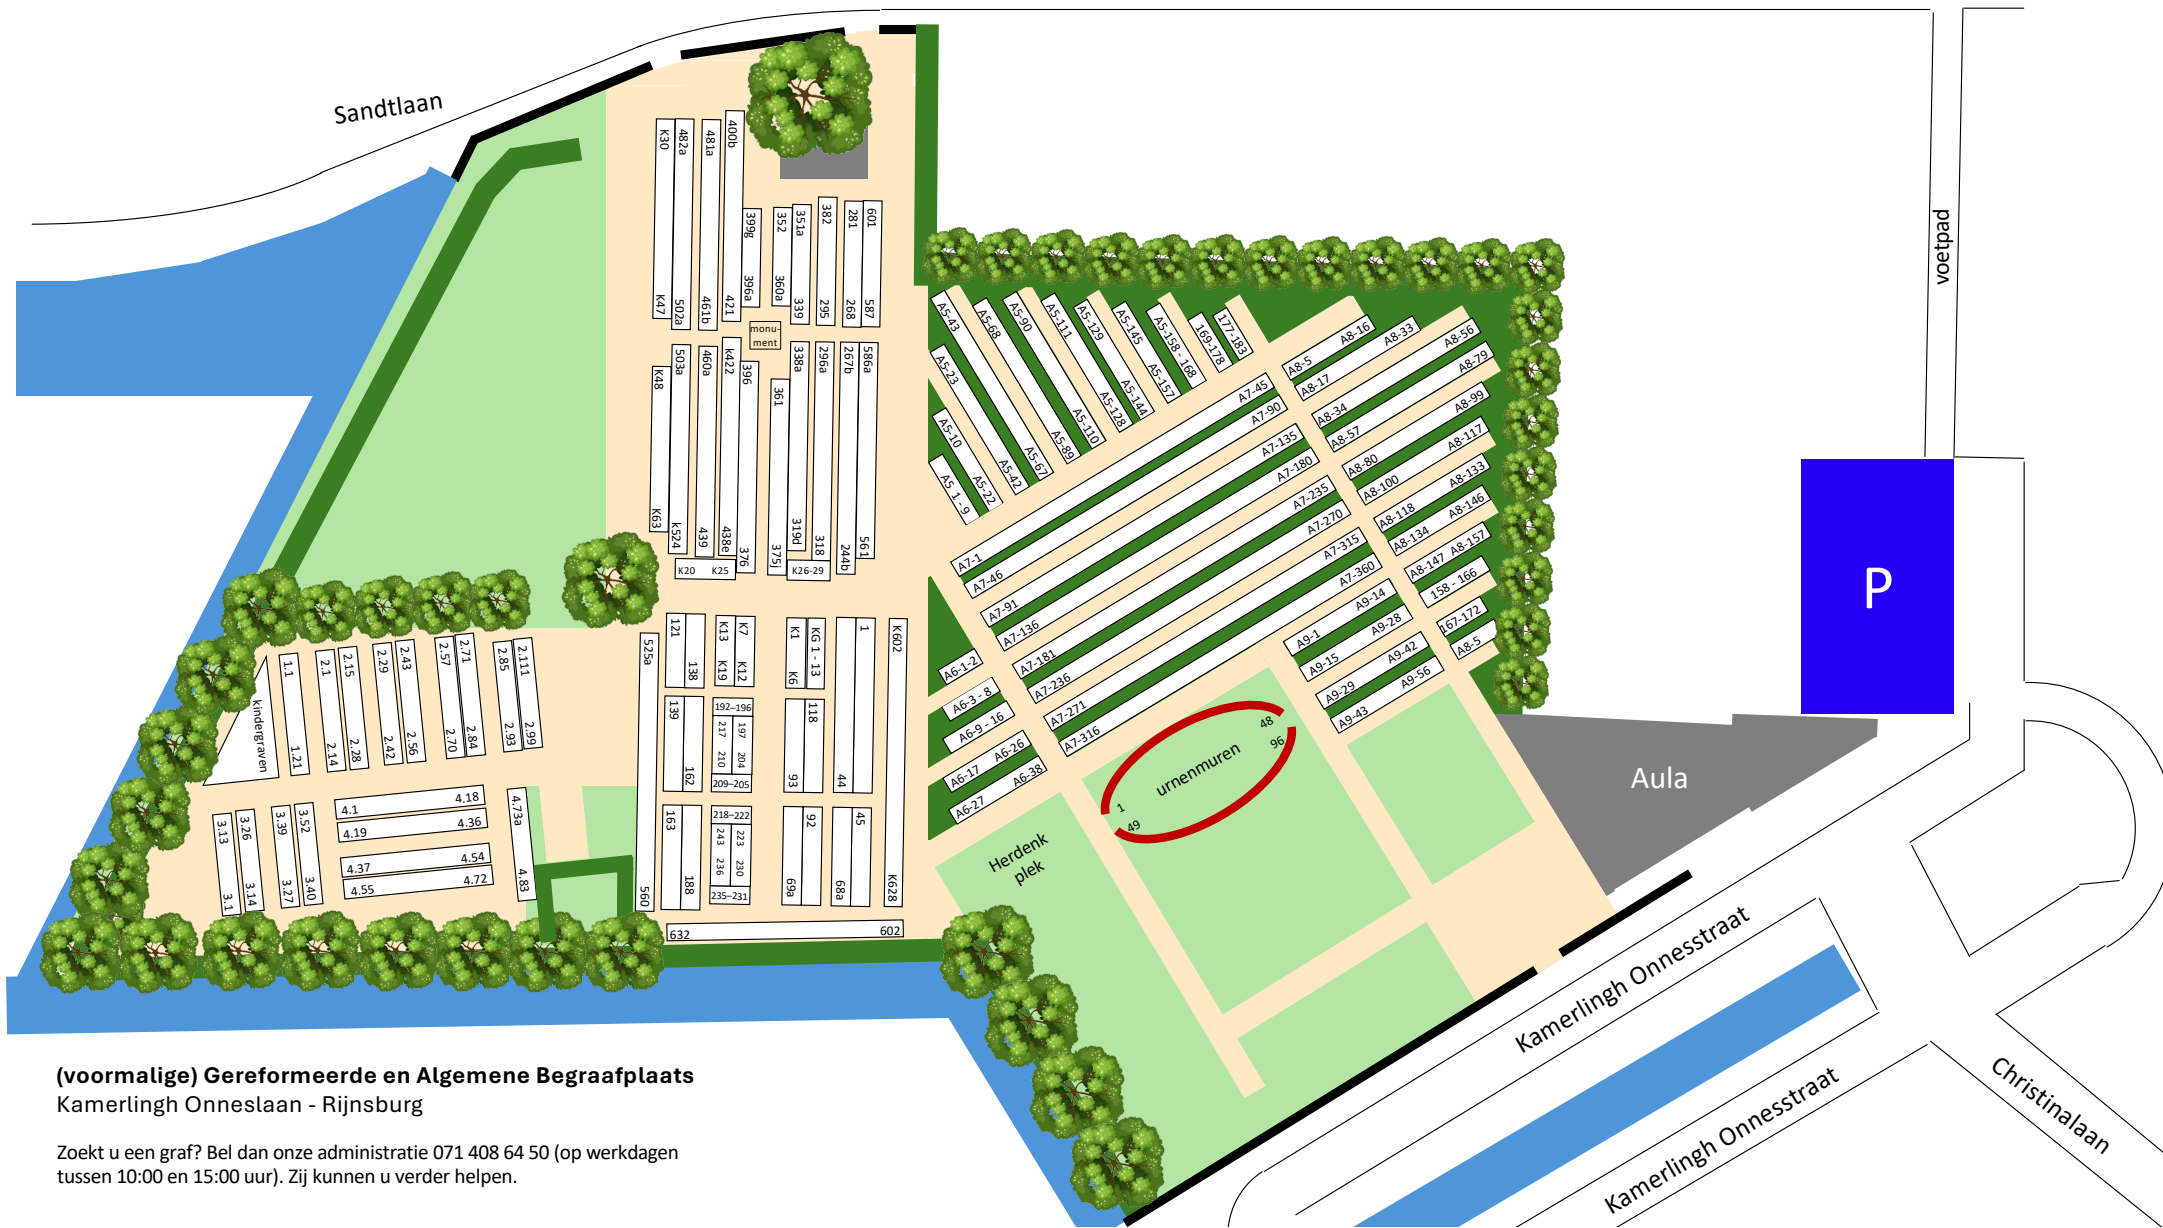 Sandtlaan
voetpad
K30
482a
481a
400b
399g
352
351a
382
281
601
K47
502a
461b
421
396a
360a
339
295
268
587
monu-
ment
K48
503a
460a
k422
396
361
338a
296a
267b
586a
K63
k524
439
438e
376
375j
319d
318
244b
561
K20 K25
K26-29
525a
121
138
K13
K19
K7
K12
K1
K6
KG 1 - 13
1
K602
139
162
192–196
217
210
197
204
209–205
118
93
44
163
188
218–222
243
236
223
230
235–231
92
69a
45
68a
560
K628
632
602
kindergraven
1.1
1.21
2.1
2.14
2.15
2.28
2.29
2.42
2.43
2.56
2.57
2.70
2.71
2.84
2.85
2.93
2.111
2.99
3.13
3.1
3.26
3.14
3.39
3.27
3.52
3.40
4.1 4.18
4.19 4.36
4.37 4.54
4.55 4.72
4.73a
4.83
A5-43
A5-68
A5-90
A5-111
A5-129
A5-145
A5-158 - 168
169-178
177-183
A5-23
A5-10
A5 1 - 9
A5-22
A5-42
A5-67
A5-89
A5-110
A5-128
A5-144
A5-157
A8-5 A8-16
A8-17 A8-33
A8-34 A8-56
A8-57 A8-79
A8-80 A8-99
A8-100 A8-117
A8-118 A8-133
A8-134 A8-146
A8-147 A8-157
158 - 166
167-172
A8-5
A7-1 A7-45
A7-46 A7-90
A7-91 A7-135
A7-136 A7-180
A7-181 A7-235
A7-236 A7-270
A7-271 A7-315
A7-316 A7-360
A9-1 A9-14
A9-15 A9-28
A9-29 A9-42
A9-43 A9-56
A6-1-2
A6-3 - 8
A6-9 - 16
A6-17 A6-26
A6-27 A6-38
urnenmuren
1
48
49
96
Herdenk
plek
Aula
P
Kamerlingh Onnesstraat
Kamerlingh Onnesstraat
Christinalaan
(voormalige) Gereformeerde en Algemene Begraafplaats
Kamerlingh Onneslaan - Rijnsburg
Zoekt u een graf? Bel dan onze administratie 071 408 64 50 (op werkdagen
tussen 10:00 en 15:00 uur). Zij kunnen u verder helpen.